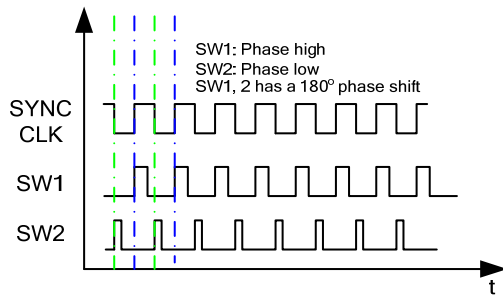 SW1: Phase high
SW2: Phase low
SW1, 2 has a 180° phase shift
SYNC
CLK
SW1
SW2
t